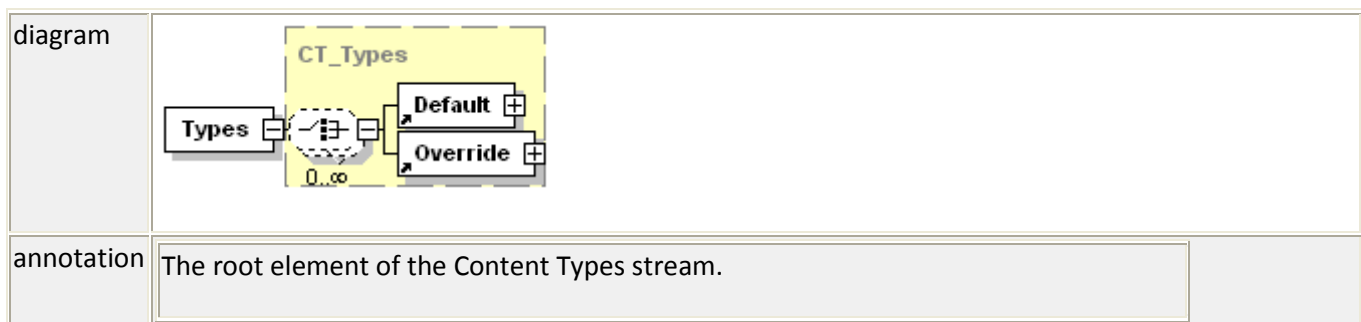 diagram
CT_Types
Default
Types
Override
0..∞
annotation
The root element of the Content Types stream.